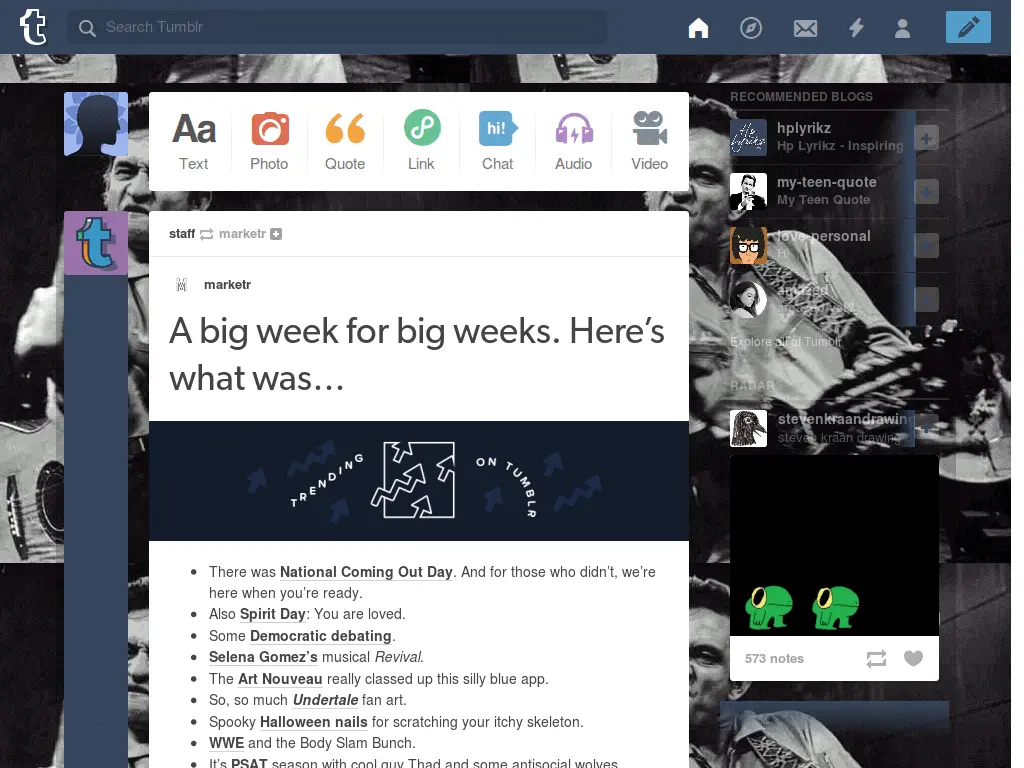 Search Tumblr
Aa
hi!
Text Photo Quote Link Chat Audio Video
staff marketr
marketr
A big week for big weeks. Here's
what was...
TRENDING ON TUMBLR
There was National Coming Out Day. And for those who didn't, we're
here when you're ready.
Also Spirit Day: You are loved.
Some Democratic debating.
Selena Gomez's musical Revival.
The Art Nouveau really classed up this silly blue app.
So, so much Undertale fan art.
Spooky Halloween nails for scratching your itchy skeleton.
WWE and the Body Slam Bunch.
It's PSAT season with cool guy Thad and some antisocial wolves
RECOMMENDED BLOGS
hplyrikz
Hp Lyrikz - Inspiring
my-teen-quote
My Teen Quote
love-personal
Explore all of Tumblr
RADAR
stevenkraandrawin
steven kraan drawing
573 notes